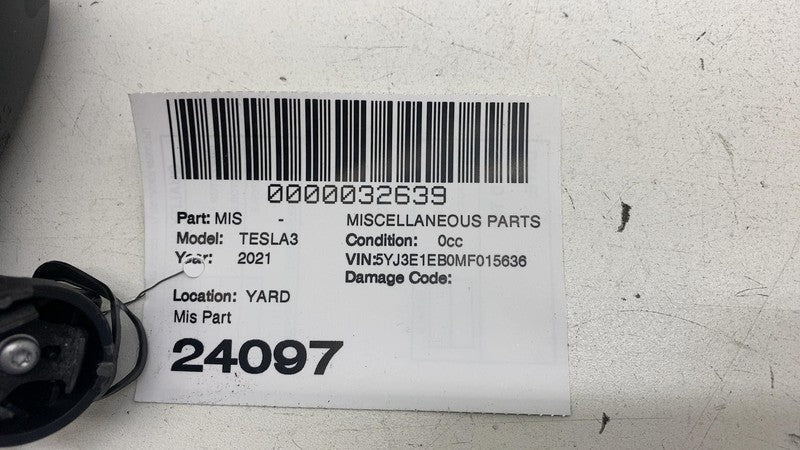 0000032639
Part: MIS - MISCELLANEOUS PARTS
Model: TESLA3 Condition: 0cc
Year: 2021 VIN:5YJ3E1EB0MF015636
Damage Code:
Location: YARD
Mis Part
24097